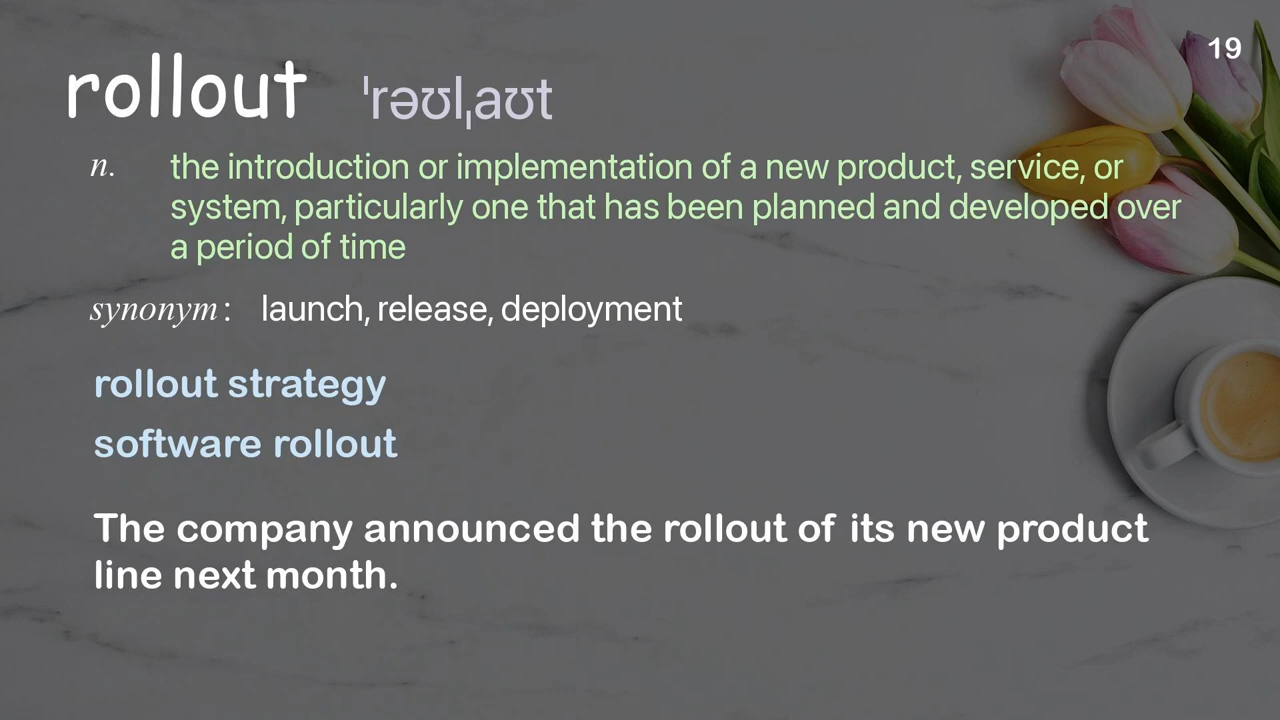 19
rollout ˈrəʊlˌaʊt
n. the introduction or implementation of a new product, service, or
system, particularly one that has been planned and developed over
a period of time
synonym: launch, release, deployment
rollout strategy
software rollout
The company announced the rollout of its new product
line next month.